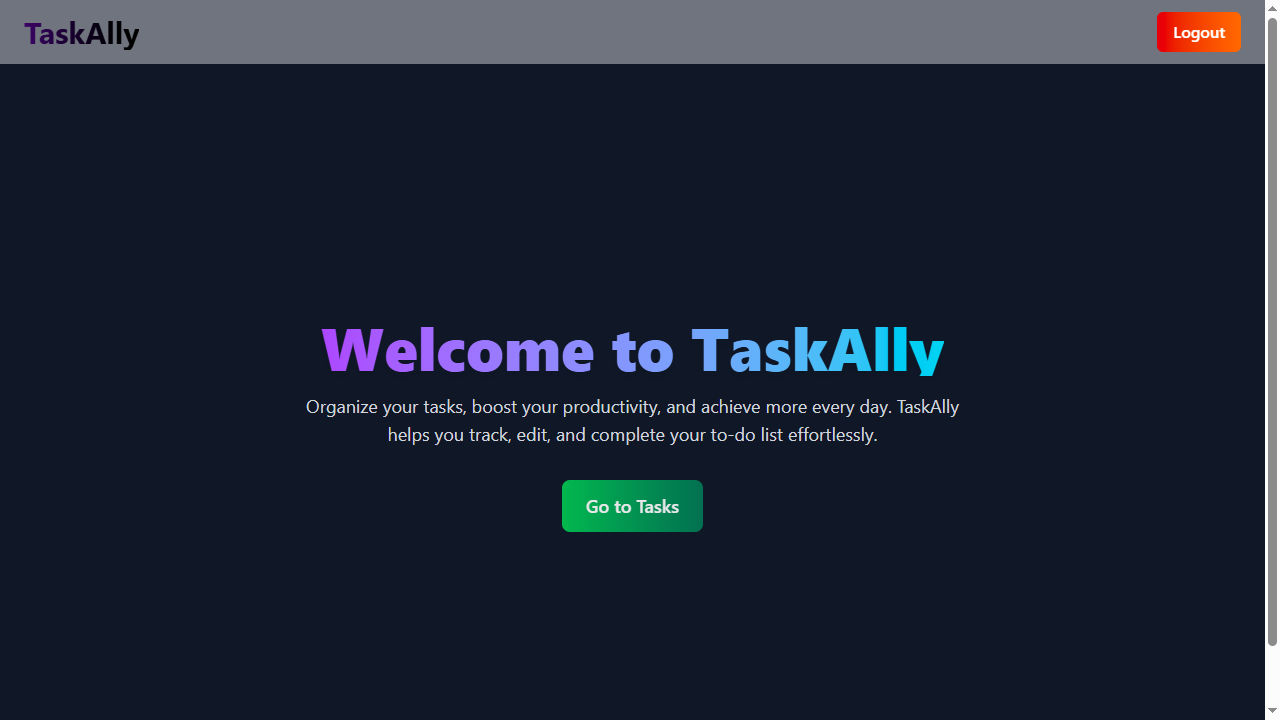 TaskAlly
Logout
Welcome to TaskAlly
Organize your tasks, boost your productivity, and achieve more every day. TaskAlly
helps you track, edit, and complete your to-do list effortlessly.
Go to Tasks